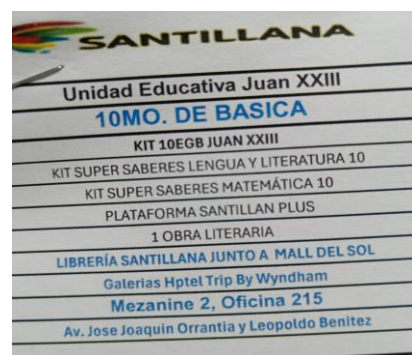 SANTILLANA
Unidad Educativa Juan XXIII
10MO. DE BASICA
KIT 10EGB JUAN XXIII
KIT SUPER SABERES LENGUA Y LITERATURA 10
KIT SUPER SABERES MATEMÁTICA 10
PLATAFORMA SANTILLAN PLUS
1 OBRA LITERARIA
LIBRERÍA SANTILLANA JUNTO A MALL DEL SOL
Galerias Hptel Trip By Wyndham
Mezanine 2, Oficina 215
Av. Jose Joaquin Orrantia y Leopoldo Benitez